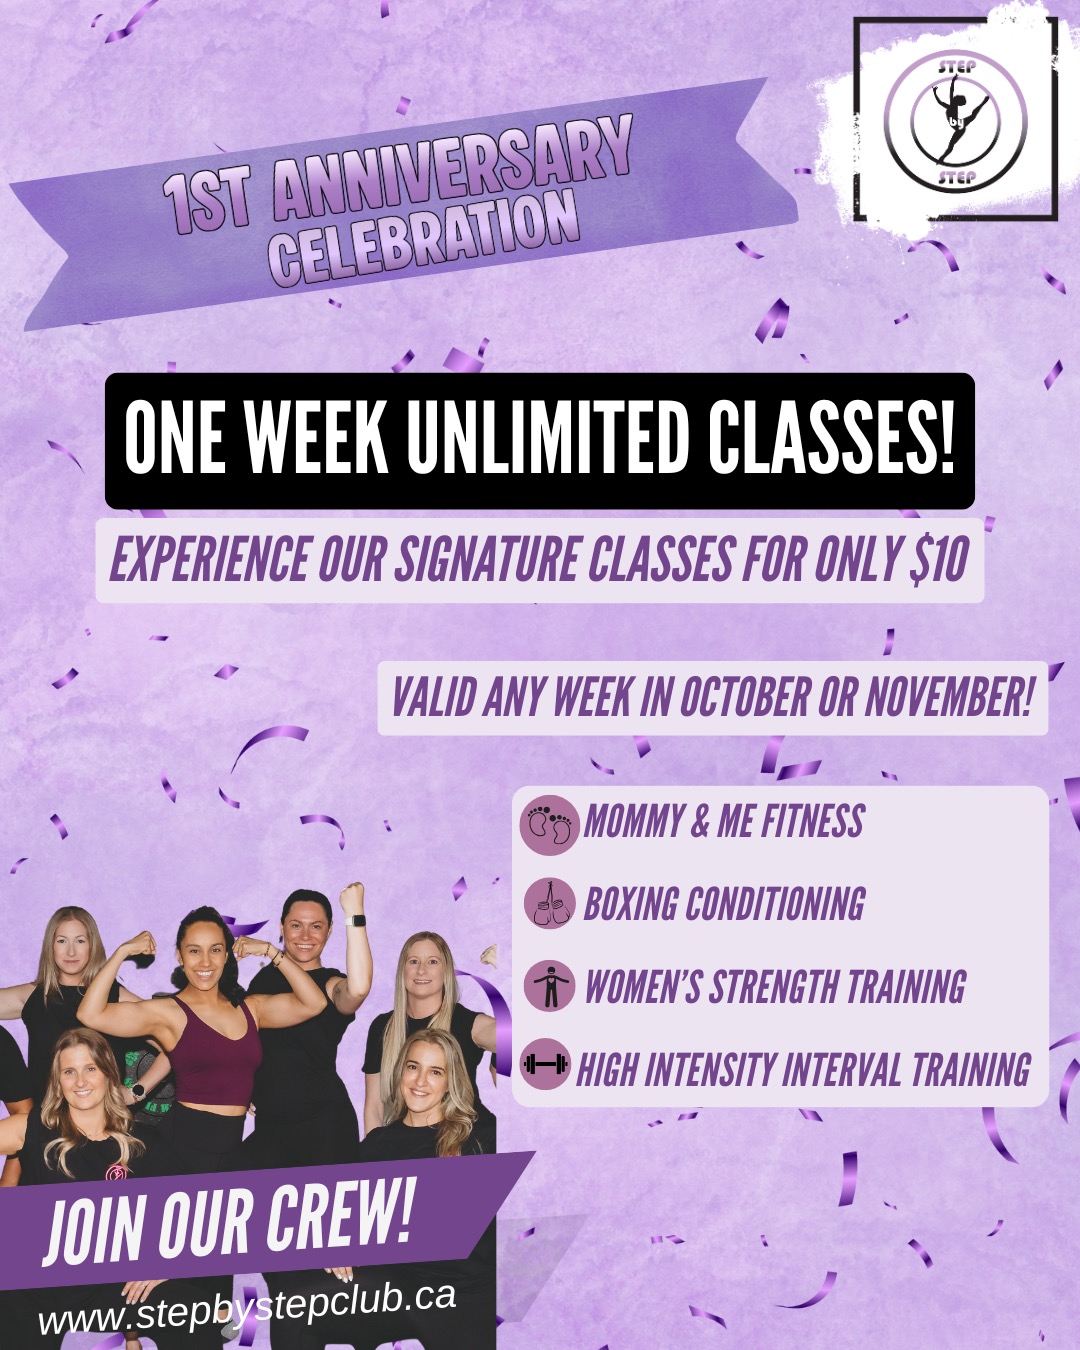 STEP
by
STEP
1ST ANNIVERSARY
CELEBRATION
ONE WEEK UNLIMITED CLASSES!
EXPERIENCE OUR SIGNATURE CLASSES FOR ONLY $10
VALID ANY WEEK IN OCTOBER OR NOVEMBER!
MOMMY & ME FITNESS
BOXING CONDITIONING
WOMEN'S STRENGTH TRAINING
HIGH INTENSITY INTERVAL TRAINING
JOIN OUR CREW!
www.stepbystepclub.ca